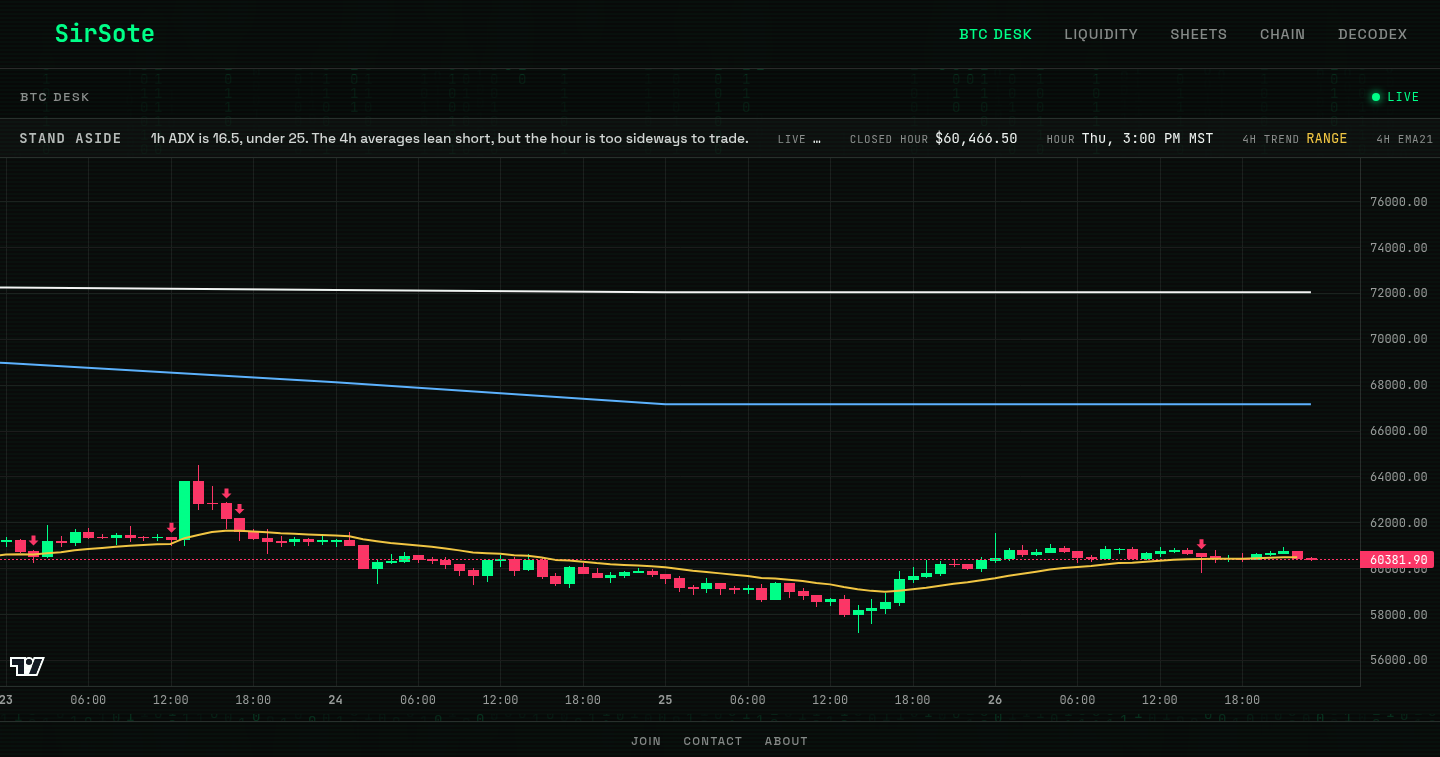 SirSote
BTC DESK LIQUIDITY SHEETS CHAIN DECODEX
BTC DESK
LIVE
STAND ASIDE 1h ADX is 16.5, under 25. The 4h averages lean short, but the hour is too sideways to trade. LIVE … CLOSED HOUR $60,466.50 HOUR Thu, 3:00 PM MST 4H TREND RANGE 4H EMA21
76000.00
74000.00
72000.00
70000.00
68000.00
66000.00
64000.00
62000.00
60381.90
60000.00
58000.00
56000.00
23 06:00 12:00 18:00 24 06:00 12:00 18:00 25 06:00 12:00 18:00 26 06:00 12:00 18:00
JOIN CONTACT ABOUT